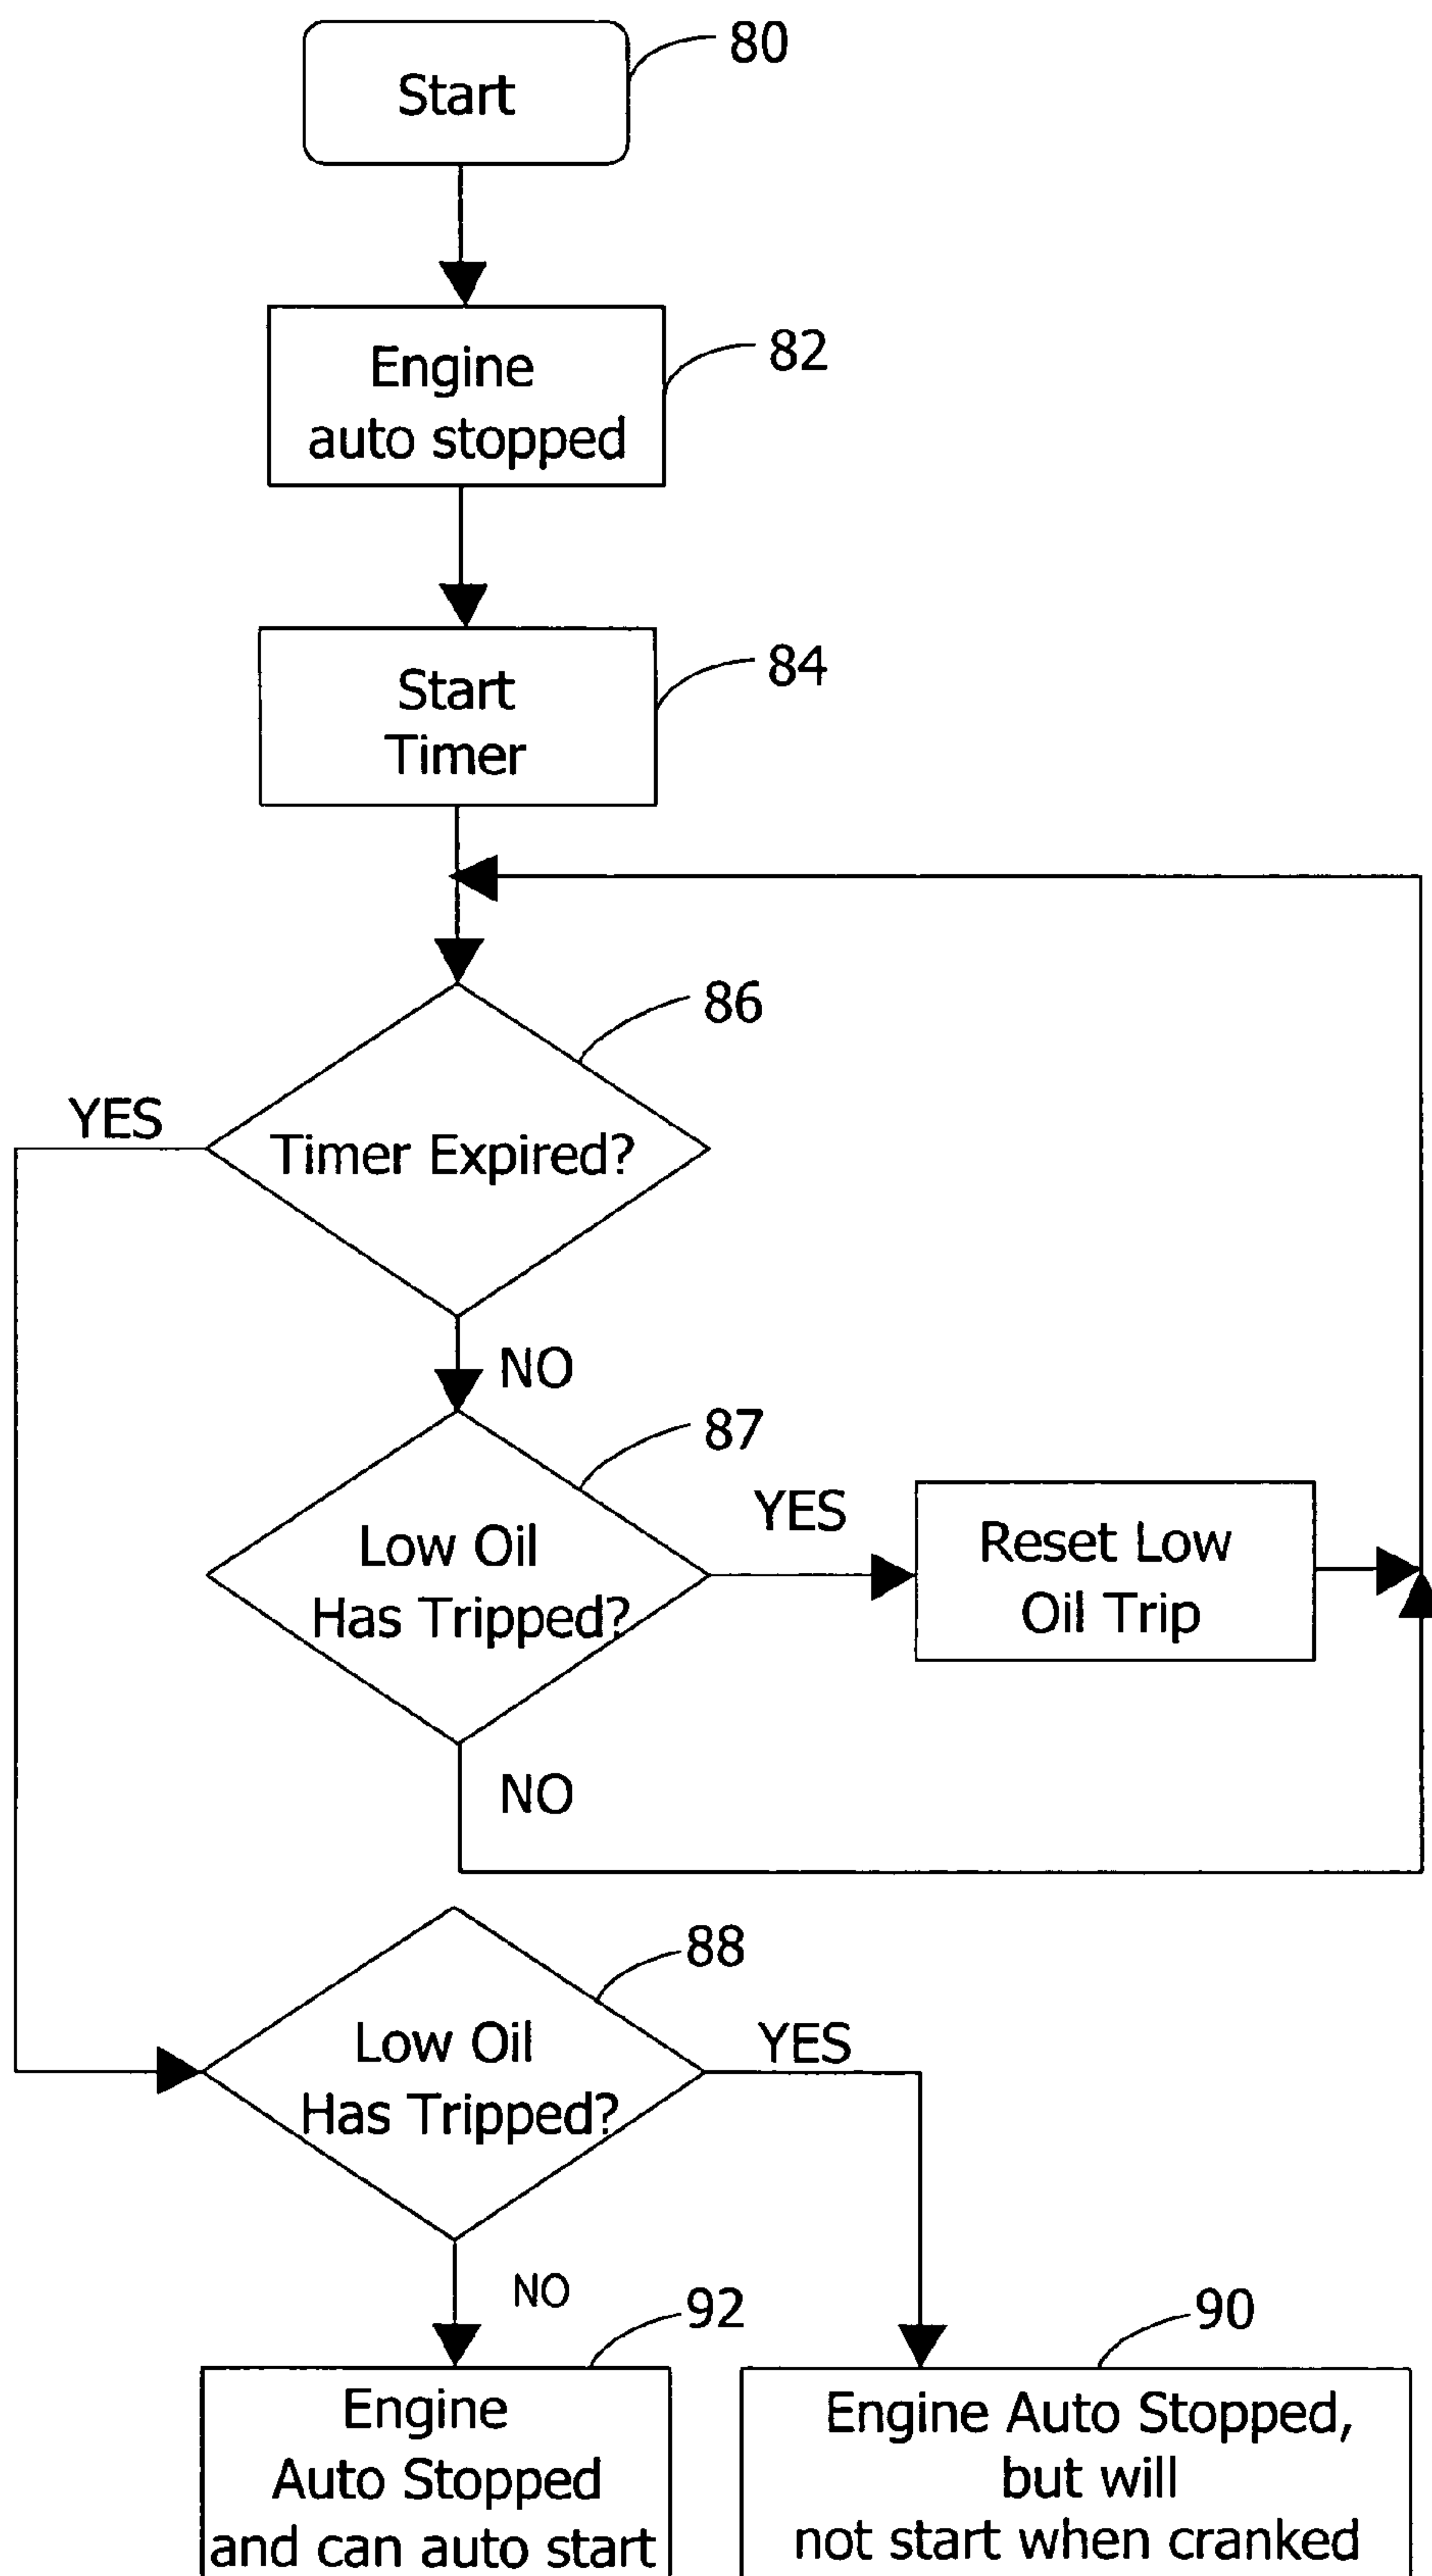 80
Start
82
Engine
auto stopped
84
Start
Timer
86
YES
Timer Expired?
NO
87
Low Oil
Has Tripped?
YES
Reset Low
Oil Trip
NO
88
Low Oil
Has Tripped?
YES
NO
92
90
Engine
Auto Stopped
and can auto start
Engine Auto Stopped,
but will
not start when cranked